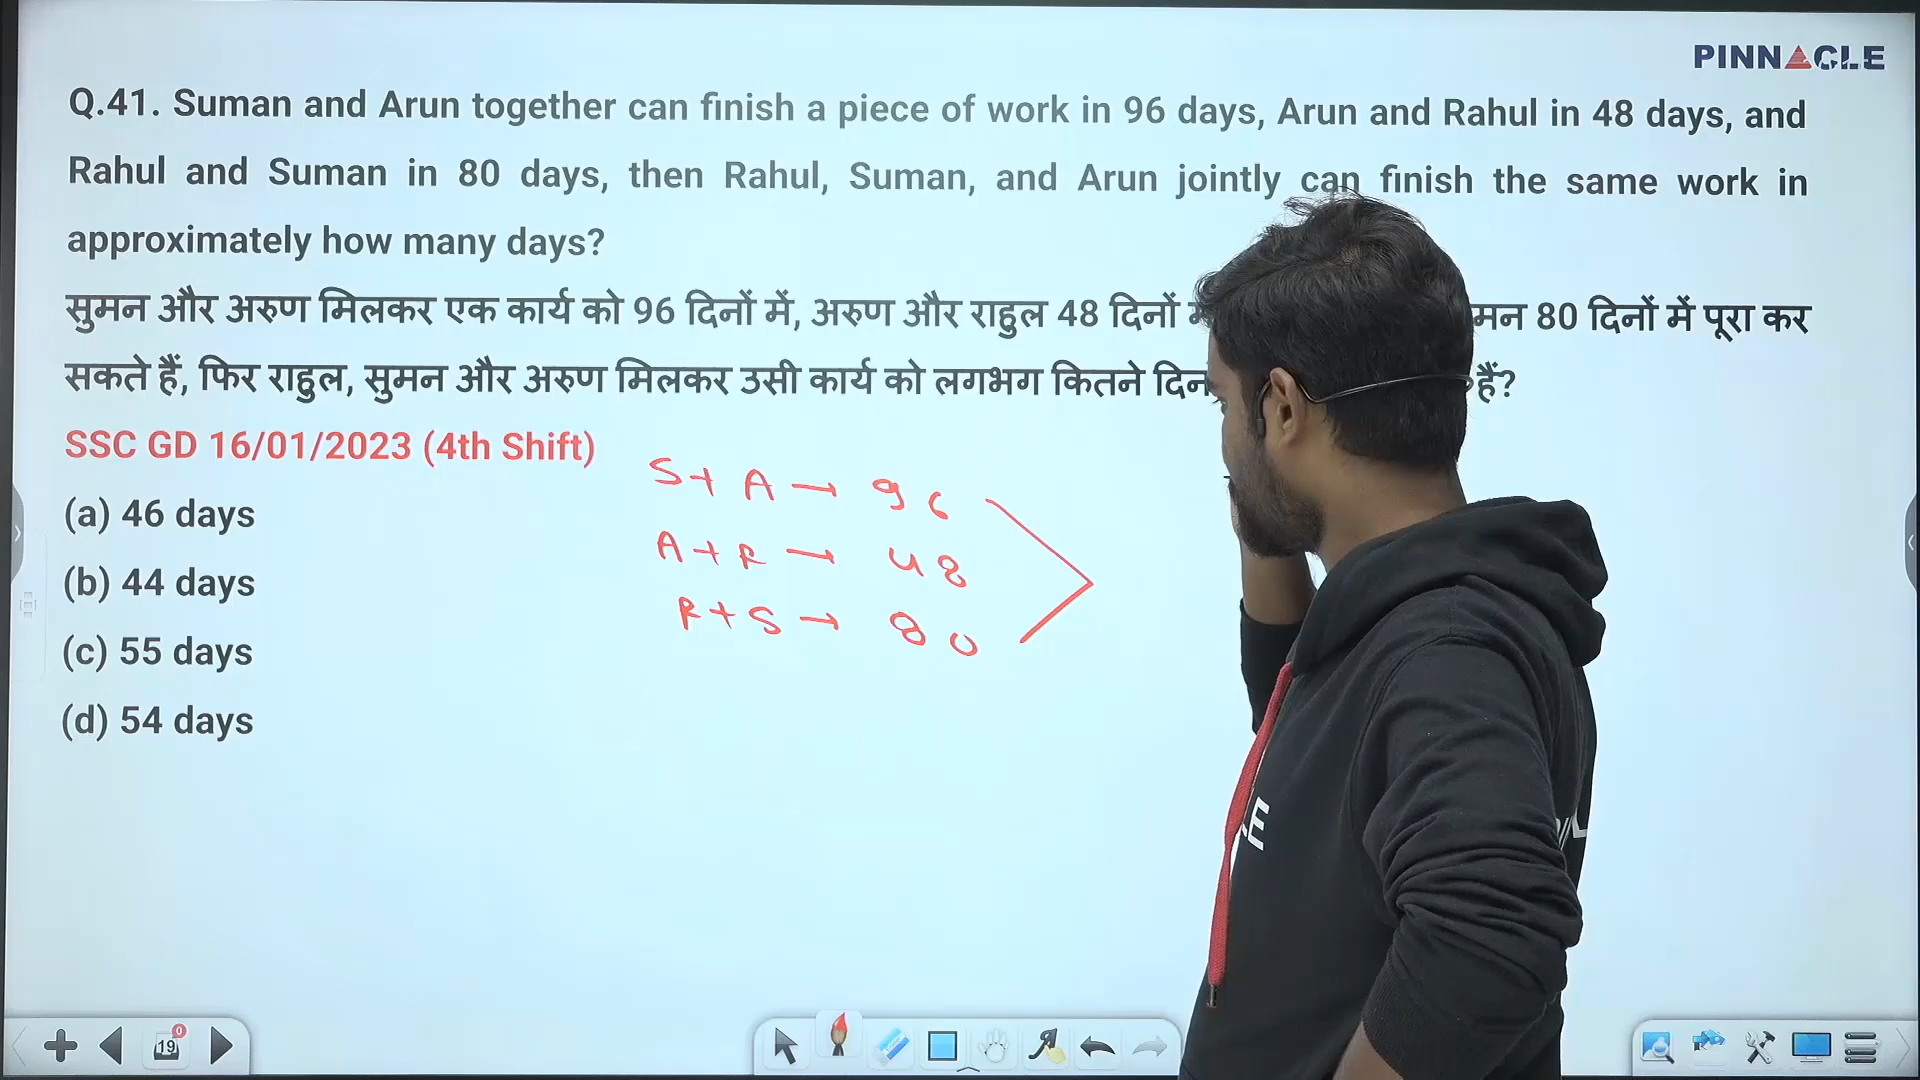 PINNACLE
Q.41. Suman and Arun together can finish a piece of work in 96 days, Arun and Rahul in 48 days, and
Rahul and Suman in 80 days, then Rahul, Suman, and Arun jointly can finish the same work in
approximately how many days?
सुमन और अरुण मिलकर एक कार्य को 96 दिनों में, अरुण और राहुल 48 दिनों मन 80 दिनों में पूरा कर
सकते हैं, फिर राहुल, सुमन और अरुण मिलकर उसी कार्य को लगभग कितने दिन हैं?
SSC GD 16/01/2023 (4th Shift)
S+ A → 96
(a) 46 days
A+R → 48
(b) 44 days
R+S → 80
(c) 55 days
(d) 54 days
19
0